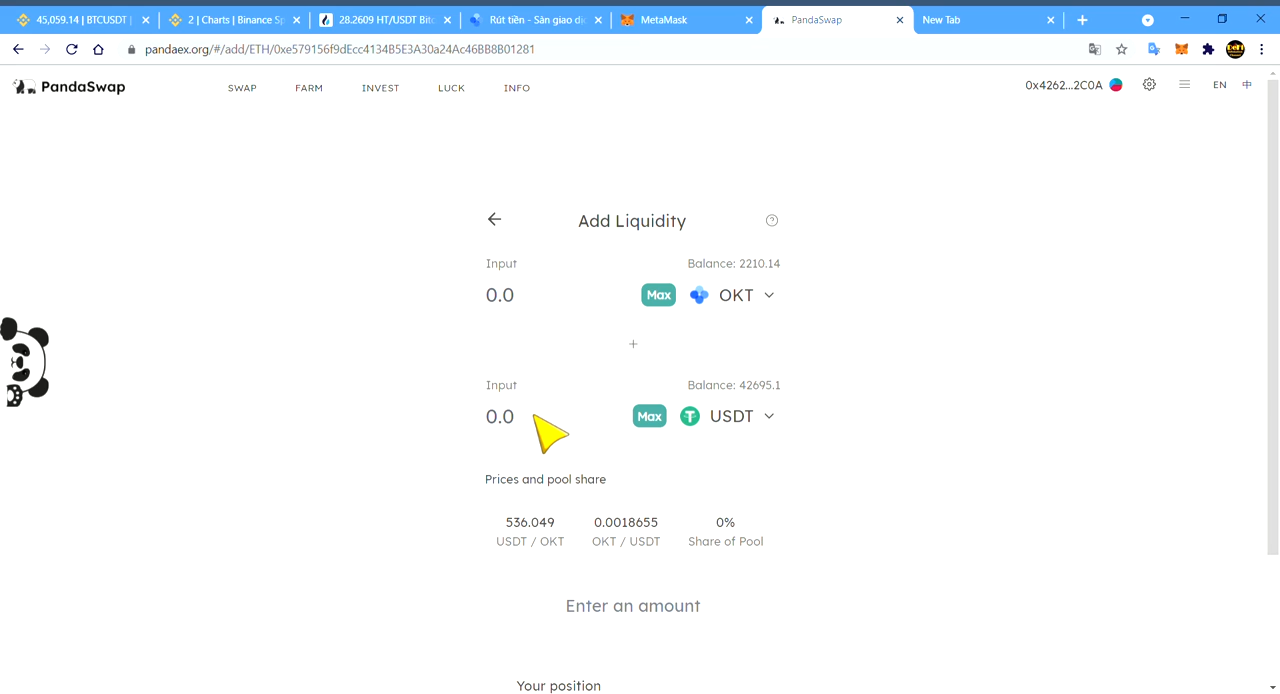 45,059.14 | BTCUSDT |
2 | Charts | Binance Sp
28.2609 HT/USDT Bitc
Rút tiền - Sàn giao dịc
MetaMask
PandaSwap
New Tab
pandaex.org/#/add/ETH/0xe579156f9dEcc4134B5E3A30a24Ac46BB8B01281
PandaSwap
SWAP
FARM
INVEST
LUCK
INFO
0x4262...2C0A
EN
中
Add Liquidity
Input
Balance: 2210.14
0.0
Max
OKT
+
Input
Balance: 42695.1
0.0
Max
USDT
Prices and pool share
536.049
0.0018655
0%
USDT / OKT
OKT / USDT
Share of Pool
Enter an amount
Your position